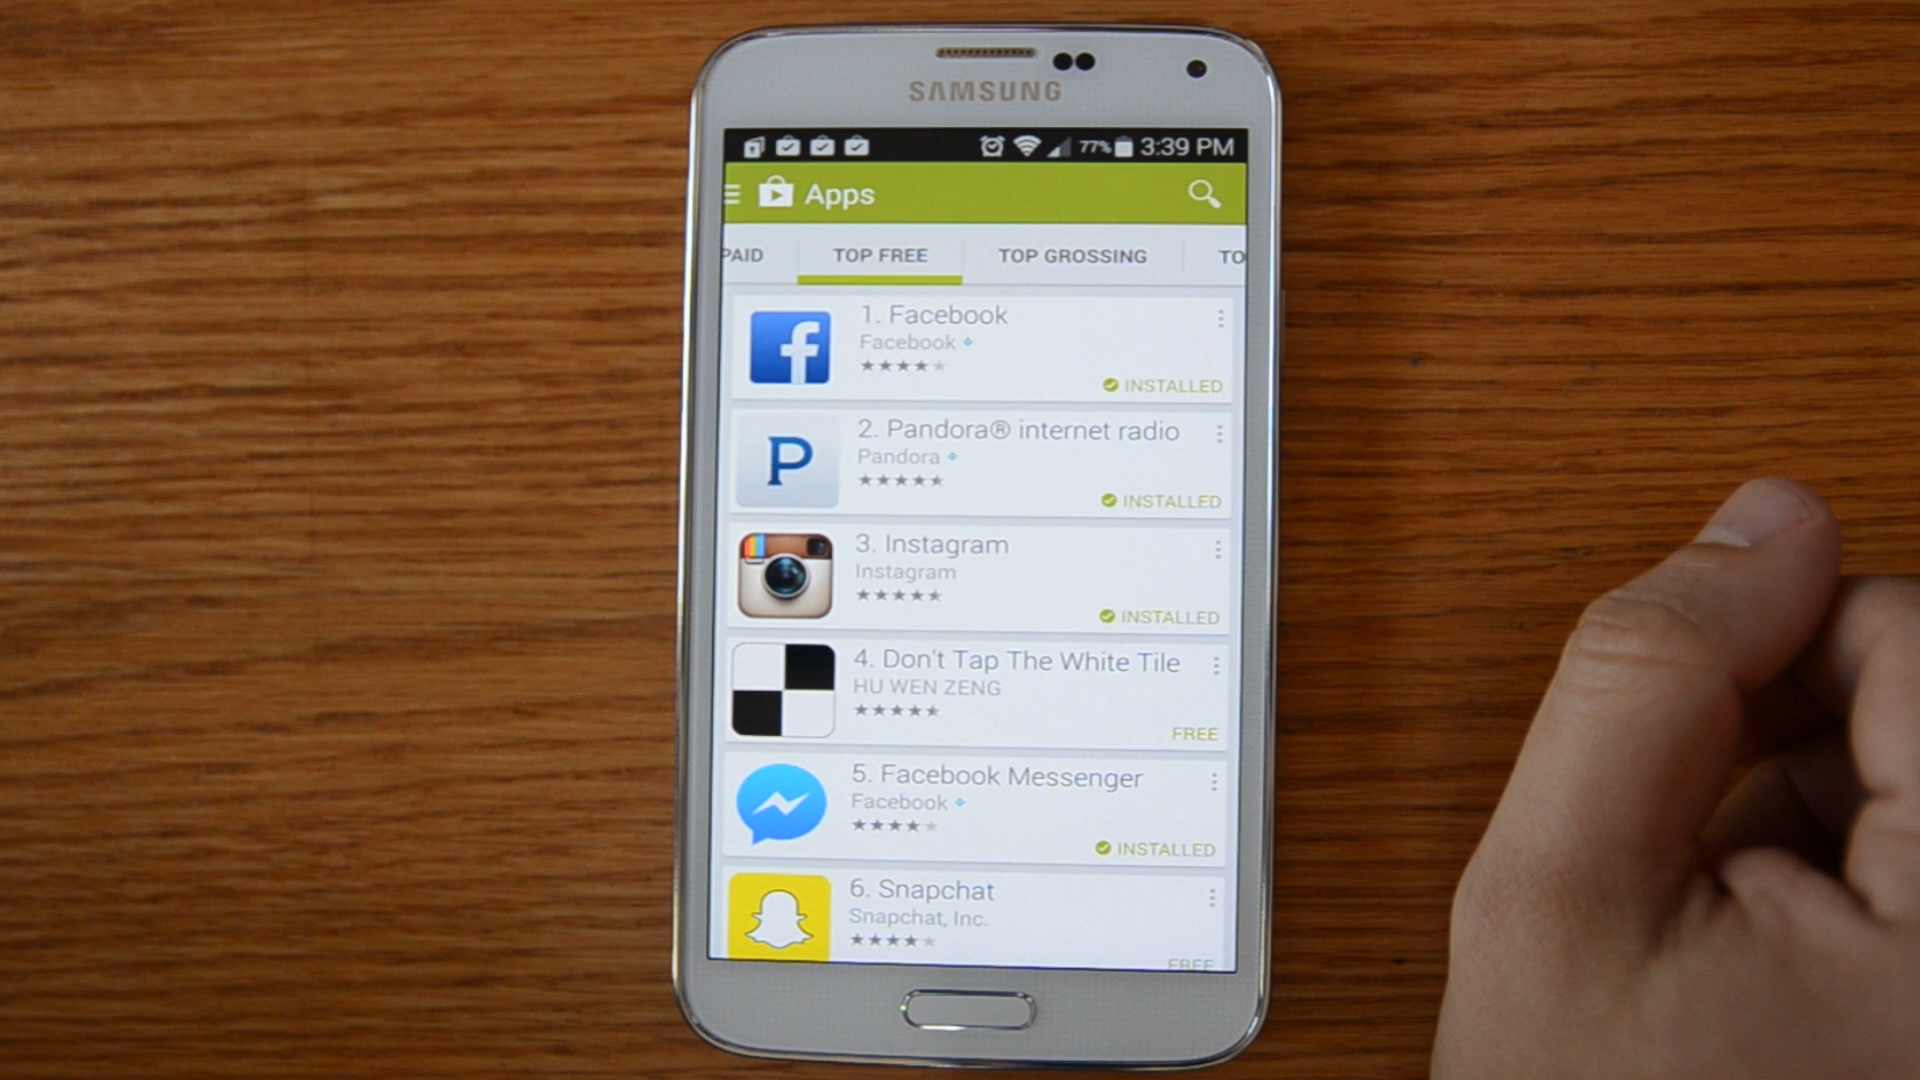 SAMSUNG
77% 3:39 PM
Apps
PAID TOP FREE TOP GROSSING TO
1. Facebook
Facebook
INSTALLED
P
2. Pandora® internet radio
Pandora
INSTALLED
3. Instagram
Instagram
INSTALLED
4. Don't Tap The White Tile
HU WEN ZENG
FREE
5. Facebook Messenger
Facebook
INSTALLED
6. Snapchat
Snapchat, Inc.
FREE